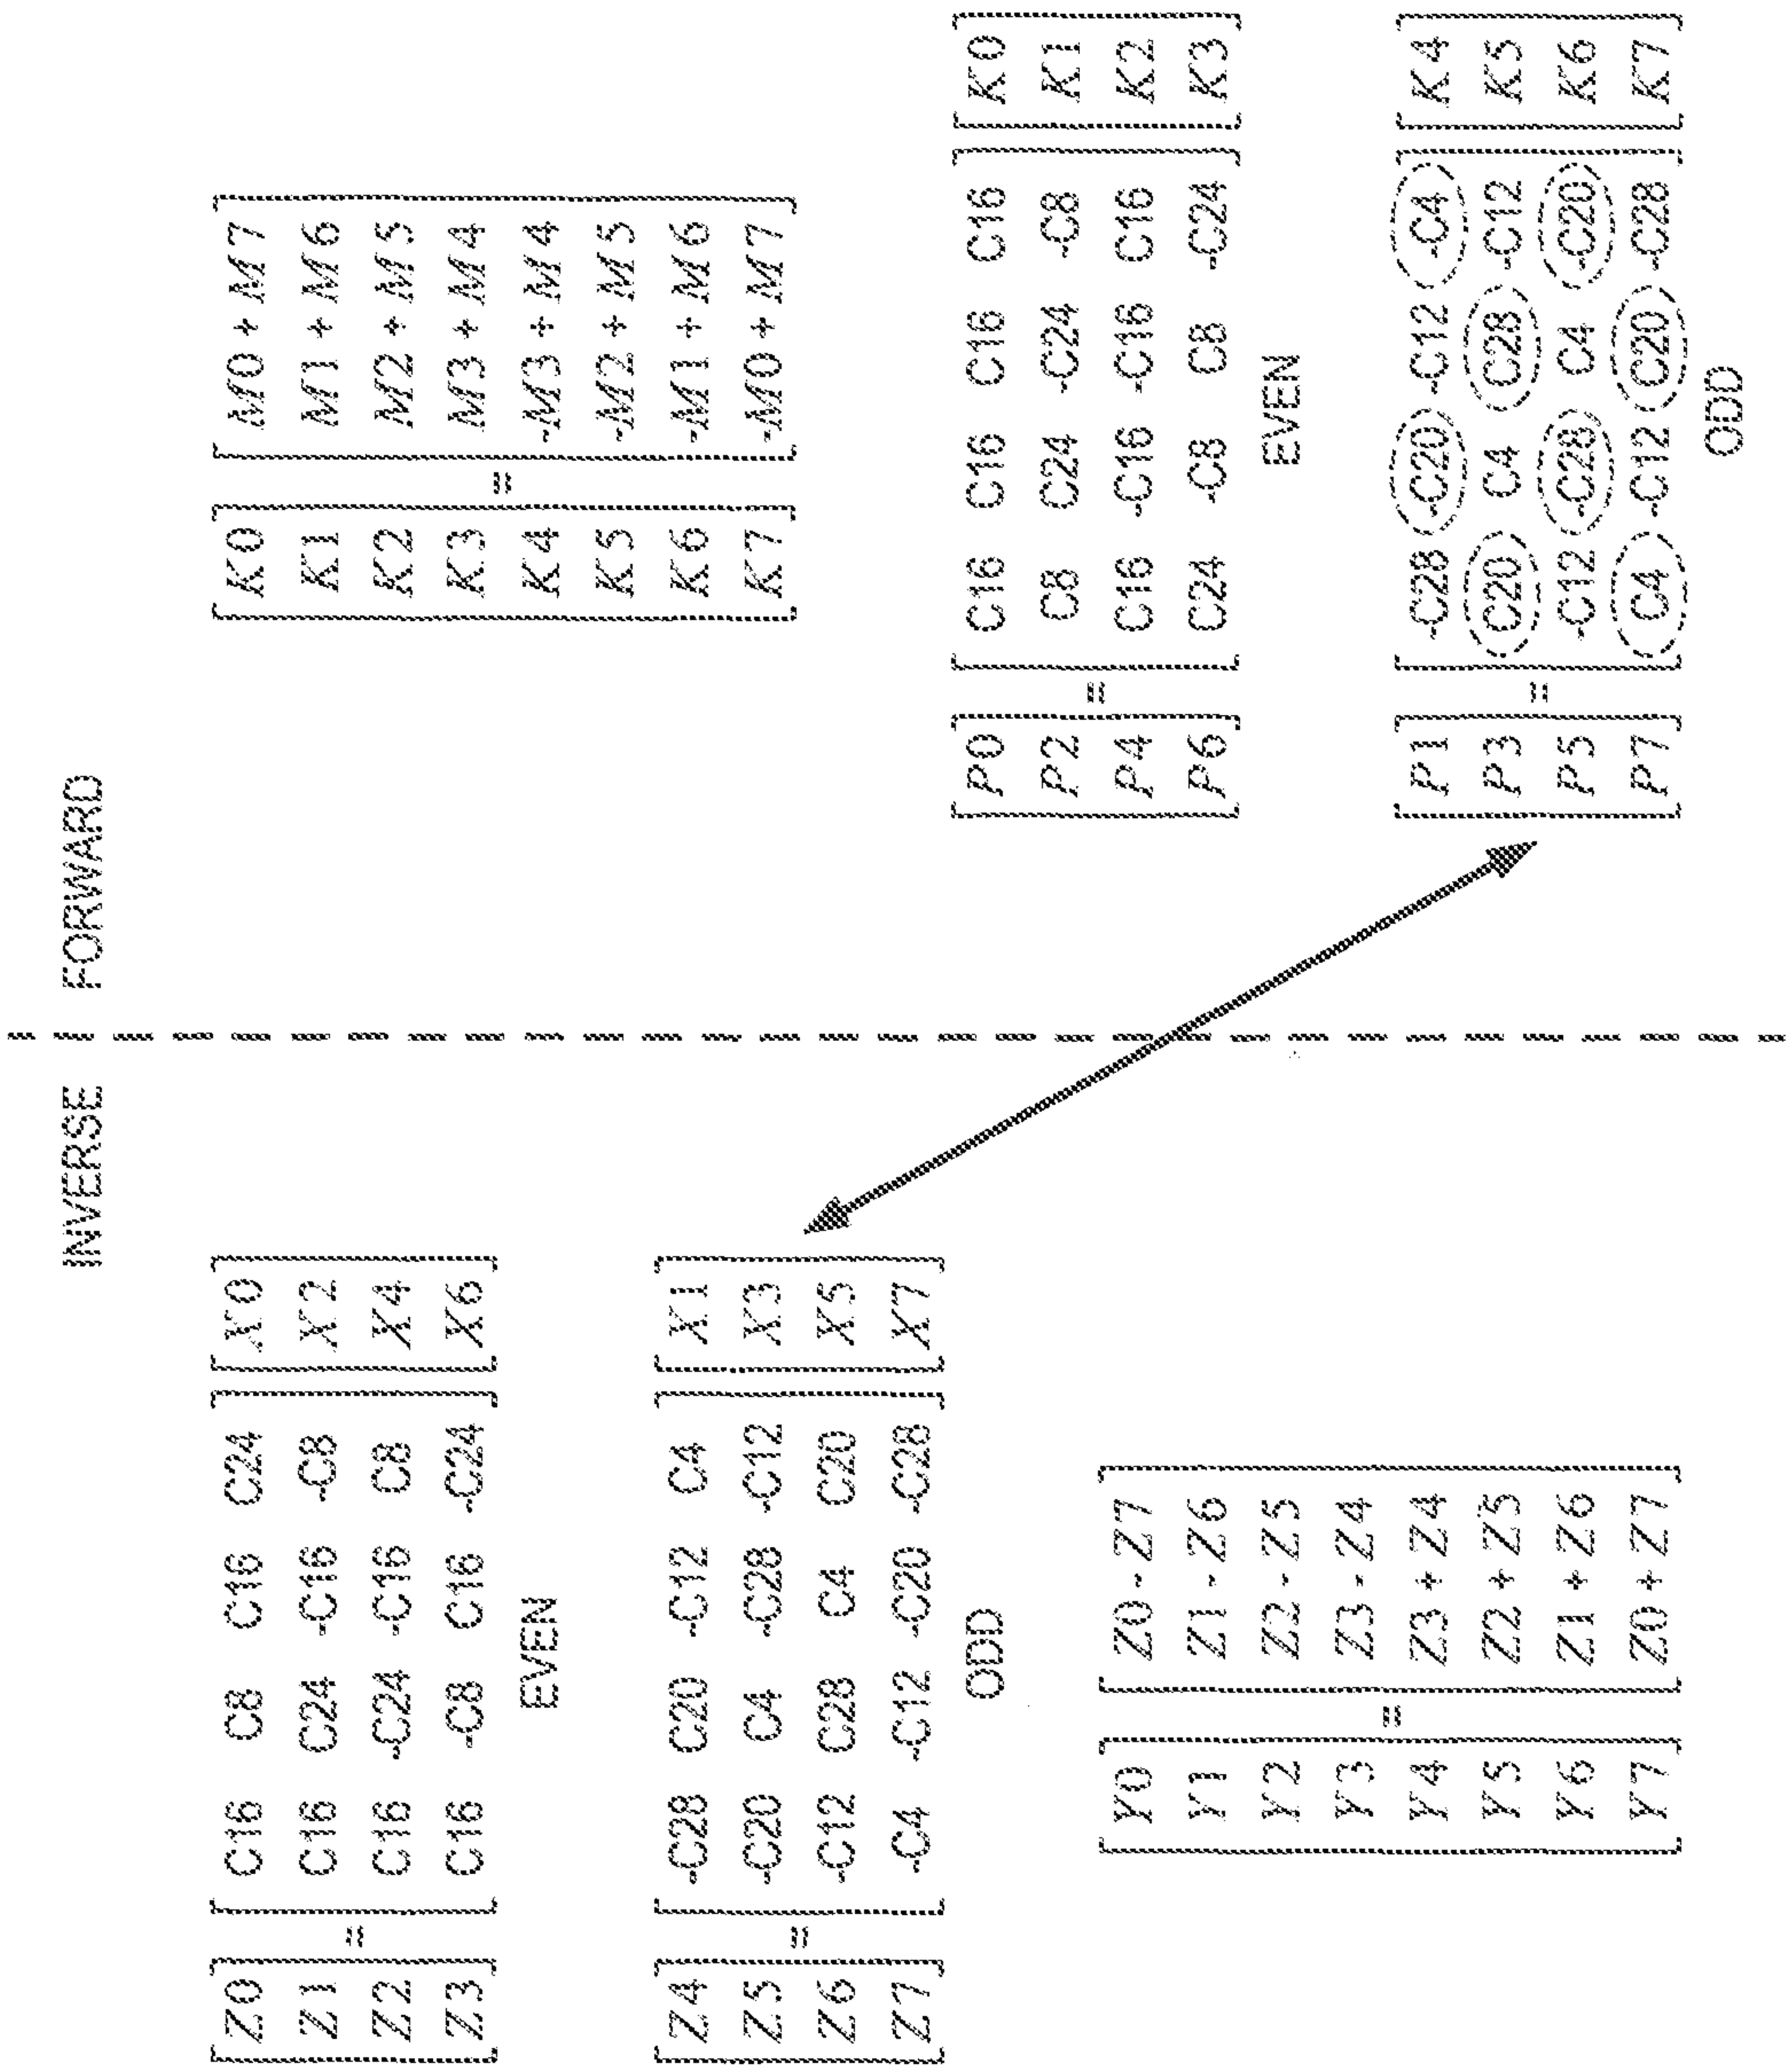 INVERSE
Z0 C16 C8 C16 C24 X0
Z1 C16 C24 -C16 -C8 X2
=
Z2 C16 -C24 -C16 C8 X4
Z3 C16 -C8 C16 -C24 X6
EVEN
Z4 -C28 C20 -C12 C4 X1
Z5 -C20 C4 -C28 -C12 X3
=
Z6 -C12 C28 C4 C20 X5
Z7 -C4 -C12 -C20 -C28 X7
ODD
Y0 Z0 - Z7
Y1 Z1 - Z6
Y2 Z2 - Z5
Y3 Z3 - Z4
=
Y4 Z3 + Z4
Y5 Z2 + Z5
Y6 Z1 + Z6
Y7 Z0 + Z7
FORWARD
K0 M0 + M7
K1 M1 + M6
K2 M2 + M5
K3 M3 + M4
=
K4 -M3 + M4
K5 -M2 + M5
K6 -M1 + M6
K7 -M0 + M7
P0 C16 C16 C16 C16 K0
P2 C8 C24 -C24 -C8 K1
=
P4 C16 -C16 -C16 C16 K2
P6 C24 -C8 C8 -C24 K3
EVEN
P1 -C28 -C20 -C12 -C4 K4
P3 C20 C4 C28 -C12 K5
=
P5 -C12 -C28 C4 -C20 K6
P7 C4 -C12 C20 -C28 K7
ODD